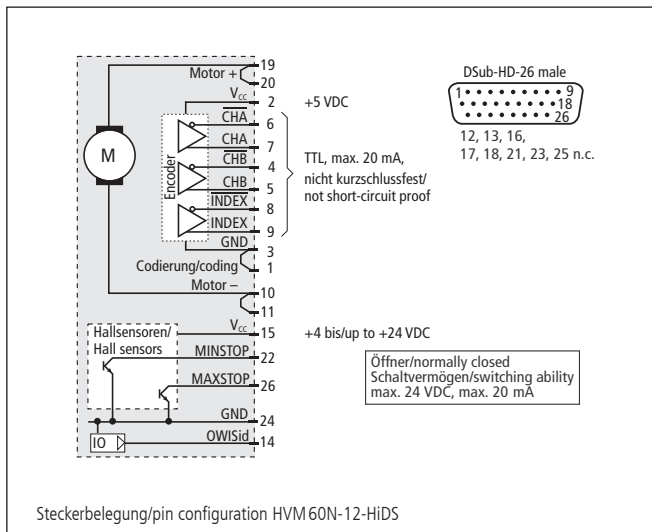 19
Motor +
20
DSub-HD-26 male
1 9
18
26
12, 13, 16,
17, 18, 21, 23, 25 n.c.
VCC 2 +5 VDC
CHA 6
CHA 7
CHB 4
CHB 5
INDEX 8
INDEX 9
GND 3
Codierung/coding 1
M
Encoder
TTL, max. 20 mA,
nicht kurzschlussfest/
not short-circuit proof
Motor – 10
11
VCC 15 +4 bis/up to +24 VDC
Hallsensoren/
Hall sensors
MINSTOP 22
MAXSTOP 26
GND 24
OWISid 14
IO
Öffner/normally closed
Schaltvermögen/switching ability
max. 24 VDC, max. 20 mA
Steckerbelegung/pin configuration HVM60N-12-HiDS